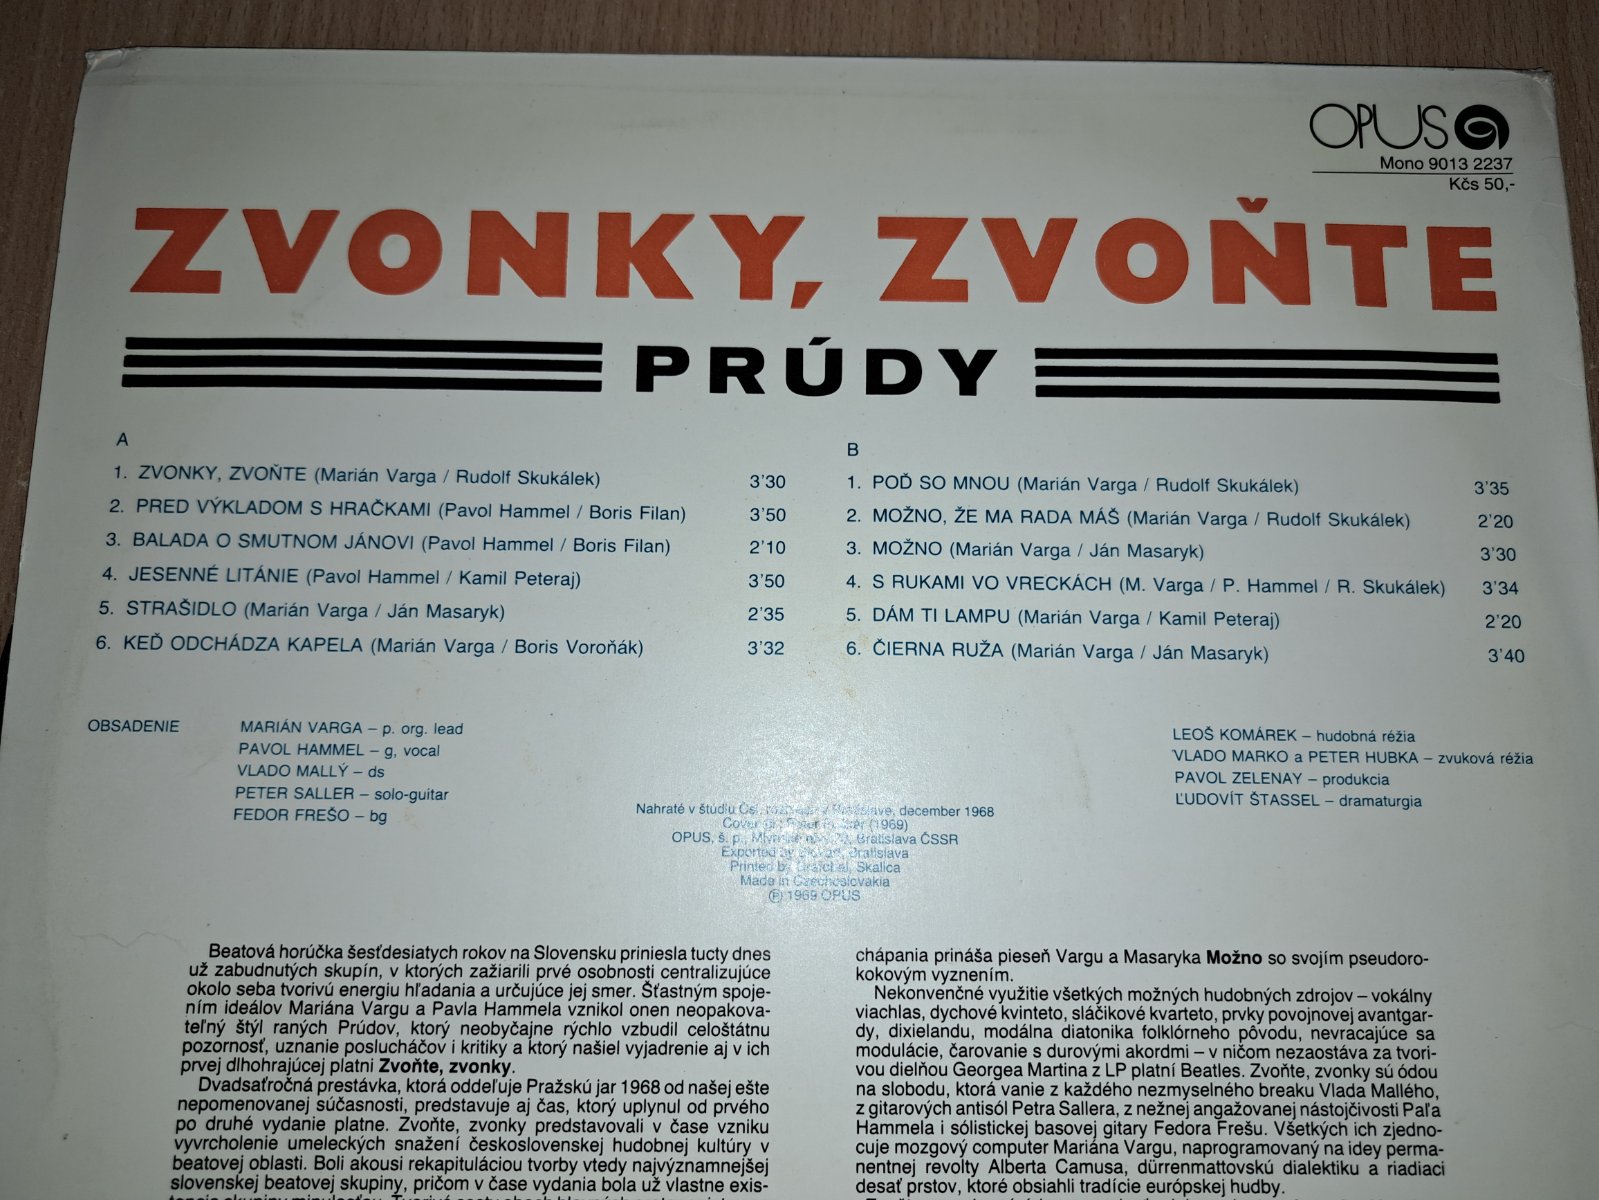 OPUS
Mono 9013 2237
Kčs 50,-
ZVONKY, ZVOŇTE
PRÚDY
A
1. ZVONKY, ZVOŇTE (Marián Varga / Rudolf Skukálek) 3'30
2. PRED VÝKLADOM S HRAČKAMI (Pavol Hammel / Boris Filan) 3'50
3. BALADA O SMUTNOM JÁNOVI (Pavol Hammel / Boris Filan) 2'10
4. JESENNÉ LITÁNIE (Pavol Hammel / Kamil Peteraj) 3'50
5. STRAŠIDLO (Marián Varga / Ján Masaryk) 2'35
6. KEĎ ODCHÁDZA KAPELA (Marián Varga / Boris Voroňák) 3'32
B
1. POĎ SO MNOU (Marián Varga / Rudolf Skukálek) 3'35
2. MOŽNO, ŽE MA RADA MÁŠ (Marián Varga / Rudolf Skukálek) 2'20
3. MOŽNO (Marián Varga / Ján Masaryk) 3'30
4. S RUKAMI VO VRECKÁCH (M. Varga / P. Hammel / R. Skukálek) 3'34
5. DÁM TI LAMPU (Marián Varga / Kamil Peteraj) 2'20
6. ČIERNA RUŽA (Marián Varga / Ján Masaryk) 3'40
OBSADENIE
MARIÁN VARGA – p. org. lead
PAVOL HAMMEL – g, vocal
VLADO MALLÝ – ds
PETER SALLER – solo-guitar
FEDOR FREŠO – bg
LEOŠ KOMÁREK – hudobná réžia
VLADO MARKO a PETER HUBKA – zvuková réžia
PAVOL ZELENAY – produkcia
ĽUDOVÍT ŠTASSEL – dramaturgia
Nahraté v štúdiu Čsl. december 1968
Cover (1969)
OPUS, š. p., Bratislava ČSSR
Exported by Bratislava
Printed by Skalica
Made in Czechoslovakia
Ⓟ 1969 OPUS
Beatová horúčka šesťdesiatych rokov na Slovensku priniesla tucty dnes
už zabudnutých skupín, v ktorých zažiarili prvé osobnosti centralizujúce
okolo seba tvorivú energiu hľadania a určujúce jej smer. Šťastným spoje-
ním ideálov Mariána Vargu a Pavla Hammela vznikol onen neopakova-
teľný štýl raných Prúdov, ktorý neobyčajne rýchlo vzbudil celoštátnu
pozornosť, uznanie poslucháčov i kritiky a ktorý našiel vyjadrenie aj v ich
prvej dlhohrajúcej platni Zvoňte, zvonky.
Dvadsaťročná prestávka, ktorá oddeľuje Pražskú jar 1968 od našej ešte
nepomenovanej súčasnosti, predstavuje aj čas, ktorý uplynul od prvého
po druhé vydanie platne. Zvoňte, zvonky predstavovali v čase vzniku
vyvrcholenie umeleckých snažení československej hudobnej kultúry v
beatovej oblasti. Boli akousi rekapituláciou tvorby vtedy najvýznamnejšej
slovenskej beatovej skupiny, pričom v čase vydania bola už vlastne exis-
chápania prináša pieseň Vargu a Masaryka Možno so svojím pseudoro-
kokovým vyznením.
Nekonvenčné využitie všetkých možných hudobných zdrojov – vokálny
viachlas, dychové kvinteto, sláčikové kvarteto, prvky povojnovej avantgar-
dy, dixielandu, modálna diatonika folklórneho pôvodu, nevracajúce sa
modulácie, čarovanie s durovými akordmi – v ničom nezaostáva za tvori-
vou dielňou Georgea Martina z LP platní Beatles. Zvoňte, zvonky sú ódou
na slobodu, ktorá vanie z každého nezmyselného breaku Vlada Mallého,
z gitarových antisól Petra Sallera, z nežnej angažovanej nástojčivosti Paľa
Hammela i sólistickej basovej gitary Fedora Frešu. Všetkých ich zjedno-
cuje mozgový computer Mariána Vargu, naprogramovaný na idey perma-
nentnej revolty Alberta Camusa, dürrenmattovskú dialektiku a riadiaci
desať prstov, ktoré obsiahli tradície európskej hudby.